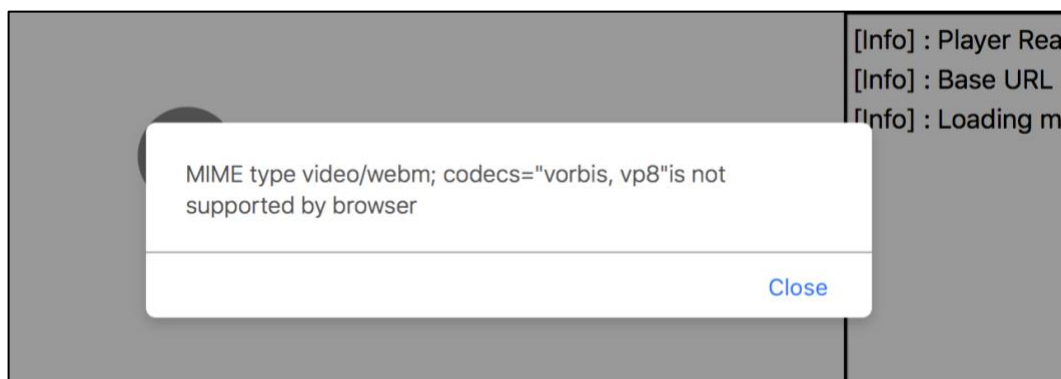 [Info] : Player Rea
[Info] : Base URL
[Info] : Loading m
MIME type video/webm; codecs="vorbis, vp8"is not
supported by browser
Close